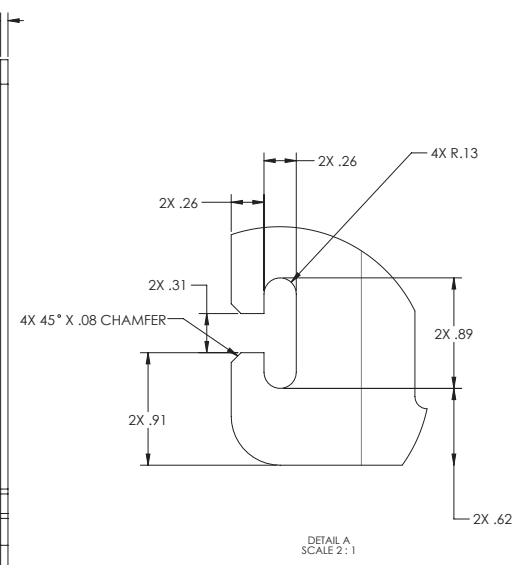 2X .26
4X R.13
2X .26
2X .31
4X 45° X .08 CHAMFER
2X .89
2X .91
2X .62
DETAIL A
SCALE 2 : 1